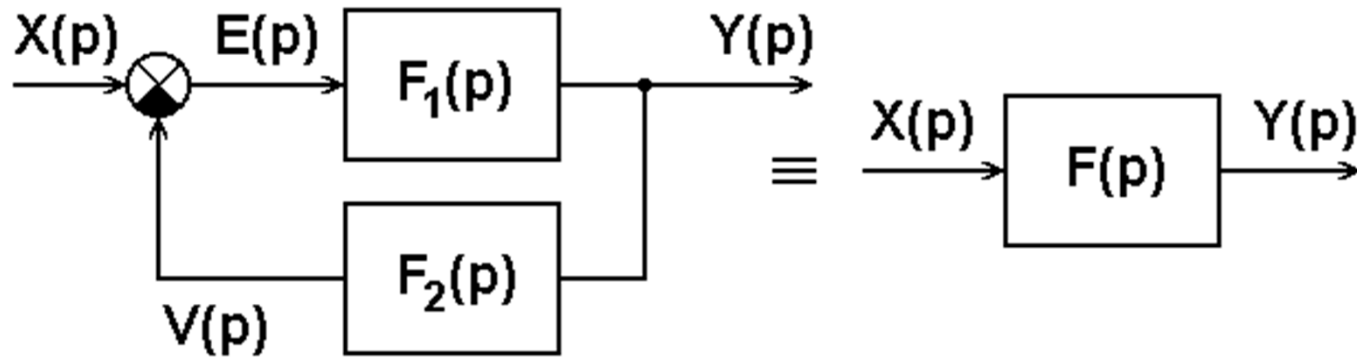 X(p) E(p) Y(p)
F₁(p)
X(p) Y(p)
≡ F(p)
F₂(p)
V(p)